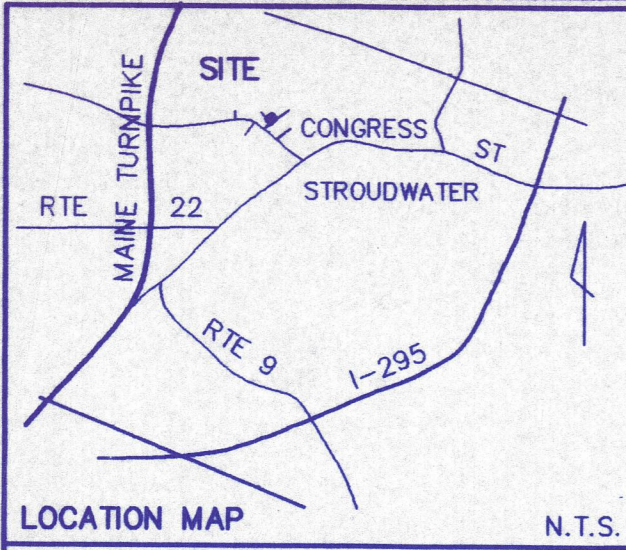 SITE
MAINE TURNPIKE
CONGRESS
ST
STROUDWATER
RTE 22
RTE 9
I-295
LOCATION MAP
N.T.S.